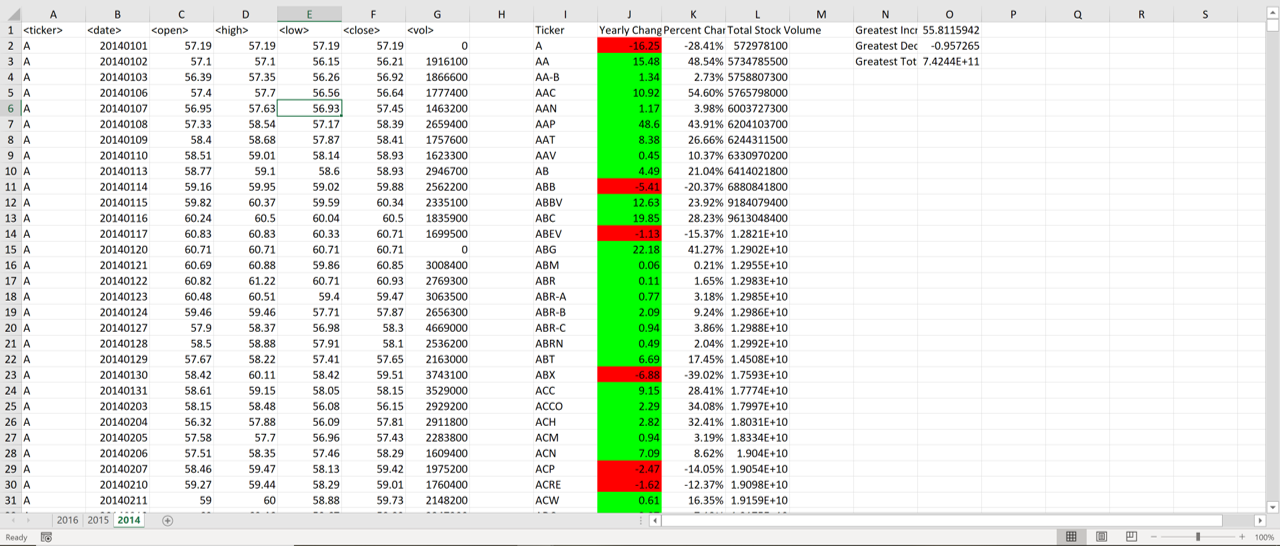 A B C D E F G H I J K L M N O P Q R S
1 <ticker> <date> <open> <high> <low> <close> <vol> Ticker Yearly Chang Percent Char Total Stock Volume Greatest Incr 55.8115942
2 A 20140101 57.19 57.19 57.19 57.19 0 A -16.25 -28.41% 572978100 Greatest Dec -0.957265
3 A 20140102 57.1 57.1 56.15 56.21 1916100 AA 15.48 48.54% 5734785500 Greatest Tot 7.4244E+11
4 A 20140103 56.39 57.35 56.26 56.92 1866600 AA-B 1.34 2.73% 5758807300
5 A 20140106 57.4 57.7 56.56 56.64 1777400 AAC 10.92 54.60% 5765798000
6 A 20140107 56.95 57.63 56.93 57.45 1463200 AAN 1.17 3.98% 6003727300
7 A 20140108 57.33 58.54 57.17 58.39 2659400 AAP 48.6 43.91% 6204103700
8 A 20140109 58.4 58.68 57.87 58.41 1757600 AAT 8.38 26.66% 6244311500
9 A 20140110 58.51 59.01 58.14 58.93 1623300 AAV 0.45 10.37% 6330970200
10 A 20140113 58.77 59.1 58.6 58.93 2946700 AB 4.49 21.04% 6414021800
11 A 20140114 59.16 59.95 59.02 59.88 2562200 ABB -5.41 -20.37% 6880841800
12 A 20140115 59.82 60.37 59.59 60.34 2335100 ABBV 12.63 23.92% 9184079400
13 A 20140116 60.24 60.5 60.04 60.5 1835900 ABC 19.85 28.23% 9613048400
14 A 20140117 60.83 60.83 60.33 60.71 1699500 ABEV -1.13 -15.37% 1.2821E+10
15 A 20140120 60.71 60.71 60.71 60.71 0 ABG 22.18 41.27% 1.2902E+10
16 A 20140121 60.69 60.88 59.86 60.85 3008400 ABM 0.06 0.21% 1.2955E+10
17 A 20140122 60.82 61.22 60.71 60.93 2769300 ABR 0.11 1.65% 1.2983E+10
18 A 20140123 60.48 60.51 59.4 59.47 3063500 ABR-A 0.77 3.18% 1.2985E+10
19 A 20140124 59.46 59.46 57.71 57.87 2656300 ABR-B 2.09 9.24% 1.2986E+10
20 A 20140127 57.9 58.37 56.98 58.3 4669000 ABR-C 0.94 3.86% 1.2988E+10
21 A 20140128 58.5 58.88 57.91 58.1 2536200 ABRN 0.49 2.04% 1.2992E+10
22 A 20140129 57.67 58.22 57.41 57.65 2163000 ABT 6.69 17.45% 1.4508E+10
23 A 20140130 58.42 60.11 58.42 59.51 3743100 ABX -6.88 -39.02% 1.7593E+10
24 A 20140131 58.61 59.15 58.05 58.15 3529000 ACC 9.15 28.41% 1.7774E+10
25 A 20140203 58.15 58.48 56.08 56.15 2929200 ACCO 2.29 34.08% 1.7997E+10
26 A 20140204 56.32 57.88 56.09 57.81 2911800 ACH 2.82 32.41% 1.8031E+10
27 A 20140205 57.58 57.7 56.96 57.43 2283800 ACM 0.94 3.19% 1.8334E+10
28 A 20140206 57.51 58.35 57.46 58.29 1609400 ACN 7.09 8.62% 1.904E+10
29 A 20140207 58.46 59.47 58.13 59.42 1975200 ACP -2.47 -14.05% 1.9054E+10
30 A 20140210 59.27 59.44 58.29 59.01 1760400 ACRE -1.62 -12.37% 1.9098E+10
31 A 20140211 59 60 58.88 59.73 2148200 ACW 0.61 16.35% 1.9159E+10
2016 2015 2014
Ready 100%